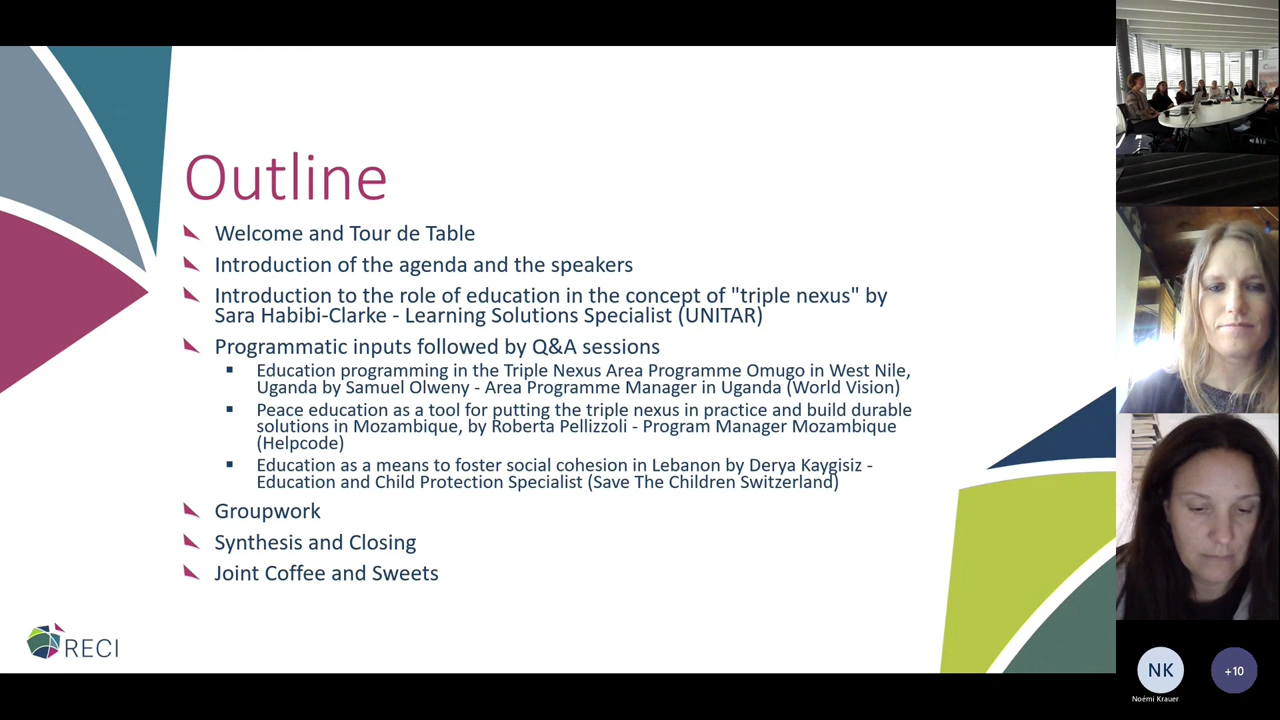 Outline
Welcome and Tour de Table
Introduction of the agenda and the speakers
Introduction to the role of education in the concept of "triple nexus" by
Sara Habibi-Clarke - Learning Solutions Specialist (UNITAR)
Programmatic inputs followed by Q&A sessions
Education programming in the Triple Nexus Area Programme Omugo in West Nile,
Uganda by Samuel Olweny - Area Programme Manager in Uganda (World Vision)
Peace education as a tool for putting the triple nexus in practice and build durable
solutions in Mozambique, by Roberta Pellizzoli - Program Manager Mozambique
(Helpcode)
Education as a means to foster social cohesion in Lebanon by Derya Kaygisiz -
Education and Child Protection Specialist (Save The Children Switzerland)
Groupwork
Synthesis and Closing
Joint Coffee and Sweets
RECI
NK
+10
Noémi Krauer